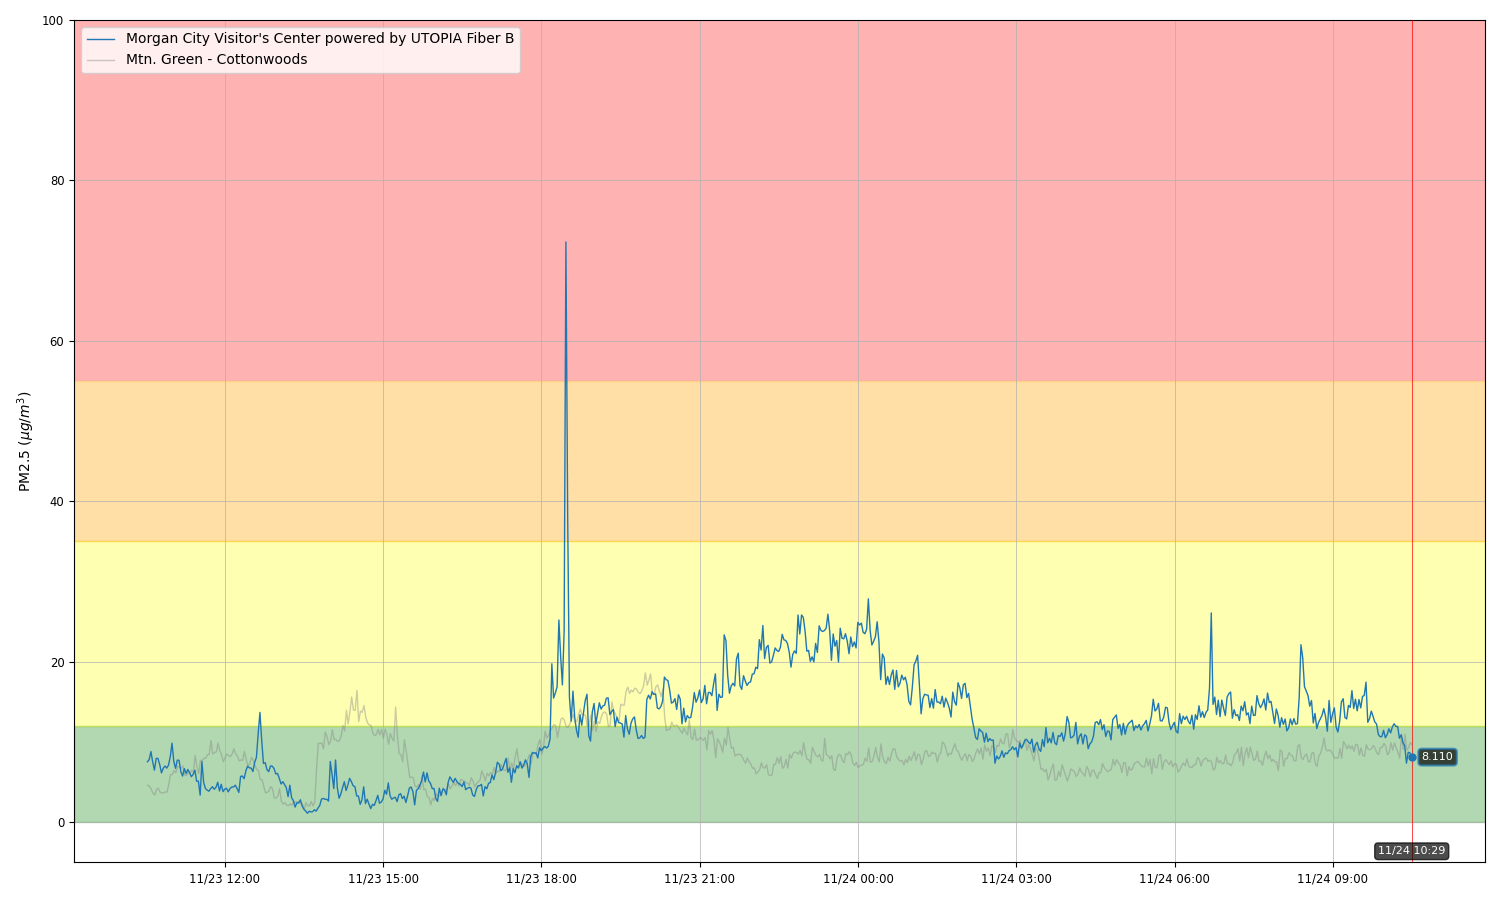 100
Morgan City Visitor's Center powered by UTOPIA Fiber B
Mtn. Green - Cottonwoods
80
60
PM2.5 (μg/m³)
40
20
8.110
0
11/24 10:29
11/23 12:00 11/23 15:00 11/23 18:00 11/23 21:00 11/24 00:00 11/24 03:00 11/24 06:00 11/24 09:00